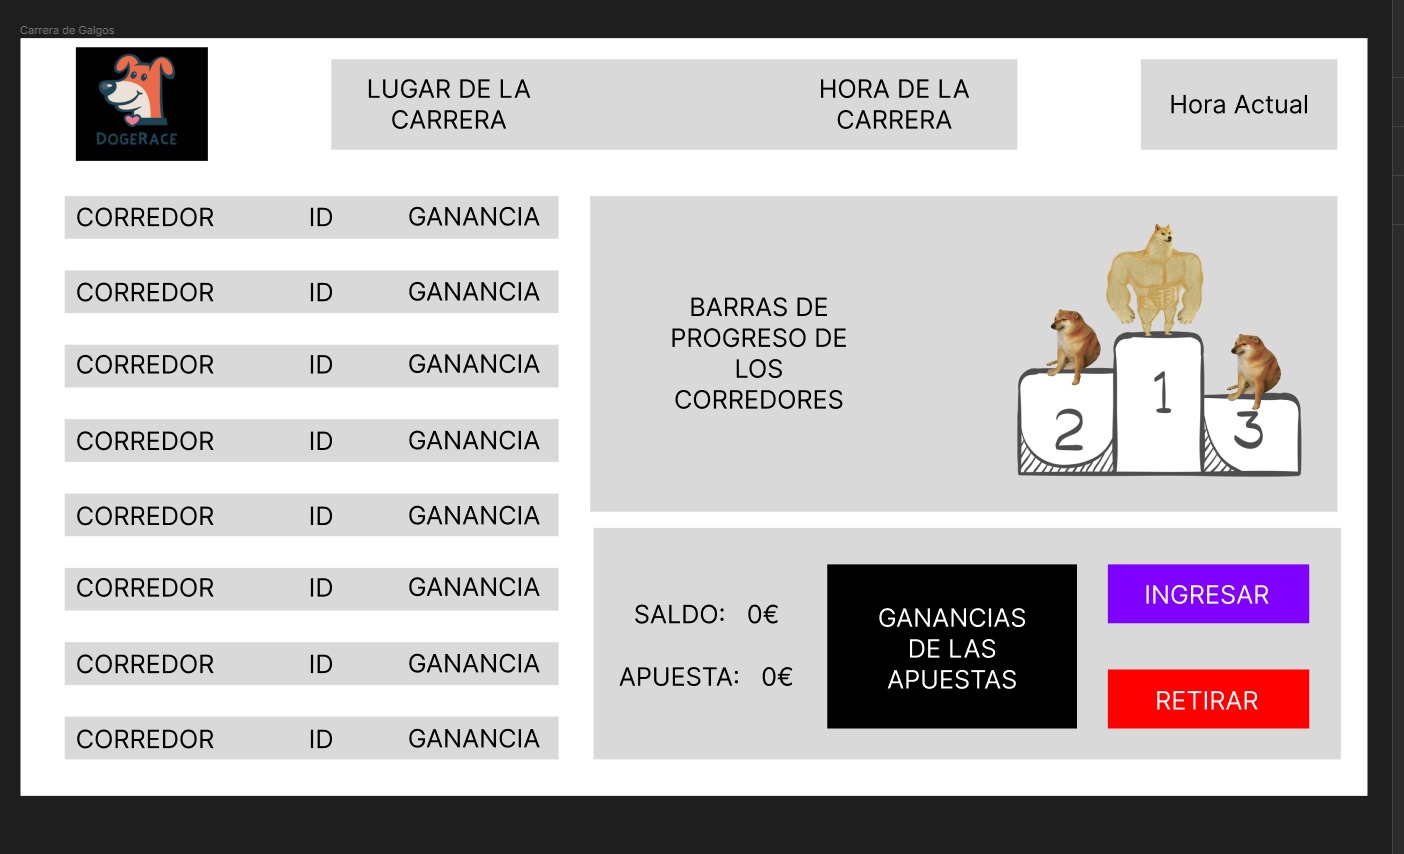 Carrera de Galgos
DOGERACE
LUGAR DE LA
CARRERA
HORA DE LA
CARRERA
Hora Actual
CORREDOR ID GANANCIA
CORREDOR ID GANANCIA
CORREDOR ID GANANCIA
CORREDOR ID GANANCIA
CORREDOR ID GANANCIA
CORREDOR ID GANANCIA
CORREDOR ID GANANCIA
CORREDOR ID GANANCIA
BARRAS DE
PROGRESO DE
LOS
CORREDORES
1
2
3
SALDO: 0€
APUESTA: 0€
GANANCIAS
DE LAS
APUESTAS
INGRESAR
RETIRAR